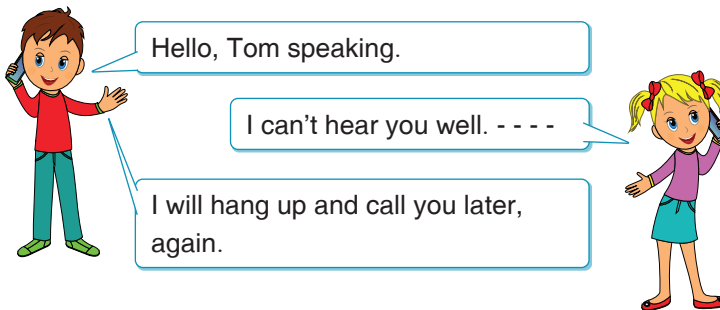 Hello, Tom speaking.
I can't hear you well. - - - -
I will hang up and call you later,
again.